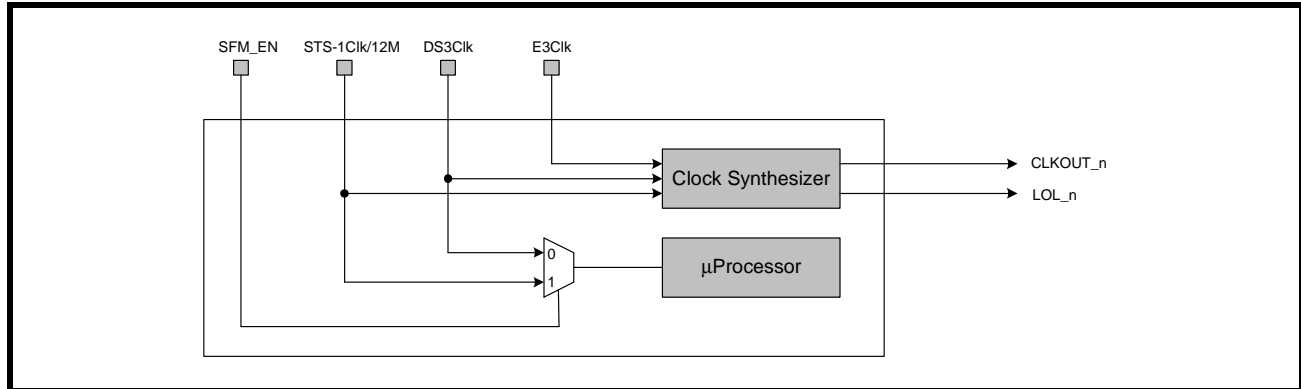 SFM_EN STS-1Clk/12M DS3Clk E3Clk
Clock Synthesizer
CLKOUT_n
LOL_n
0
1
μProcessor